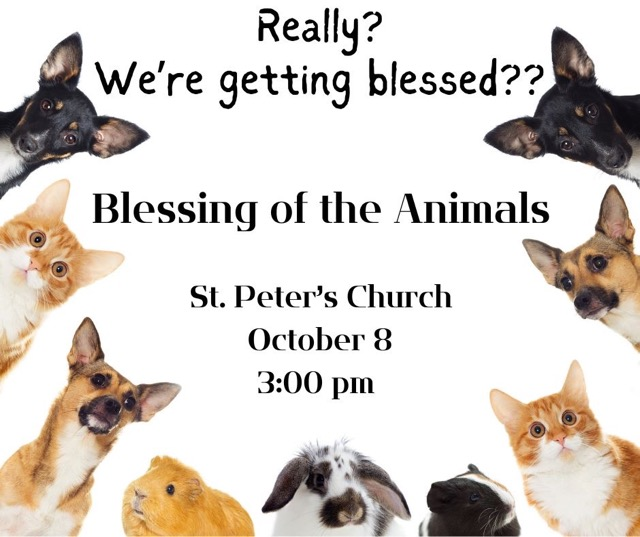 Really?
We're getting blessed??
Blessing of the Animals
St. Peter's Church
October 8
3:00 pm